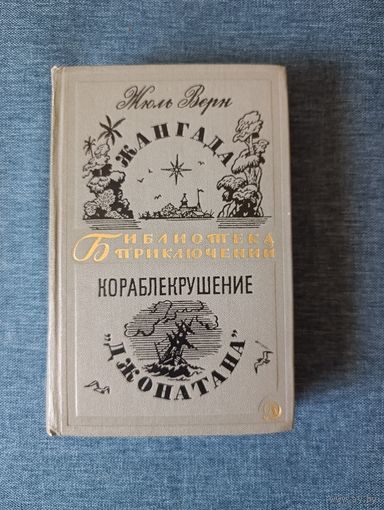 Жюль Верн
ЖАНГАДА
БИБЛИОТЕКА
ПРИКЛЮЧЕНИЙ
КОРАБЛЕКРУШЕНИЕ
"ДЖОНАТАНА"